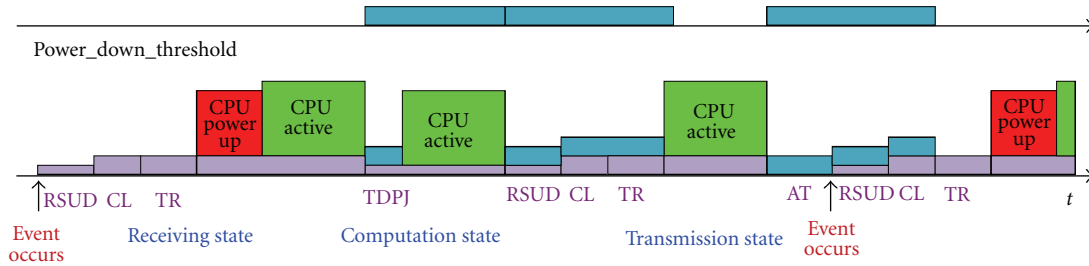 Power_down_threshold
CPU
power
up
CPU
active
CPU
active
CPU
active
CPU
power
up
RSUD CL TR TDPJ RSUD CL TR AT RSUD CL TR t
Event
occurs
Receiving state
Computation state
Transmission state
Event
occurs